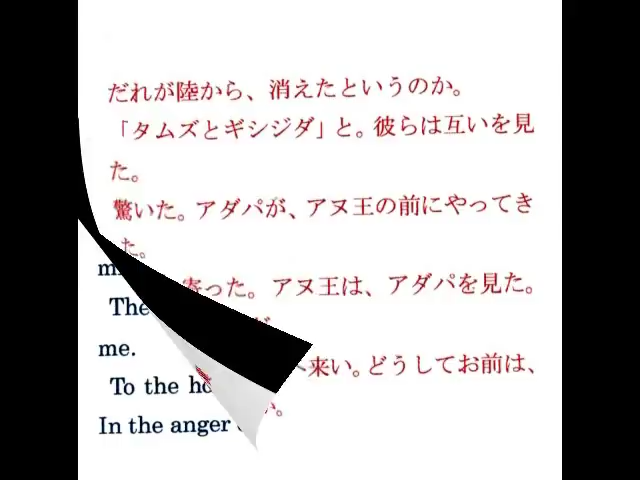 だれが陸から、消えたというのか。
「タムズとギシジダ」と。彼らは互いを見
た。
驚いた。アダパが、アヌ王の前にやってき
た。
寄った。アヌ王は、アダパを見た。
The
me.
来い。どうしてお前は、
To the
い。
In the anger